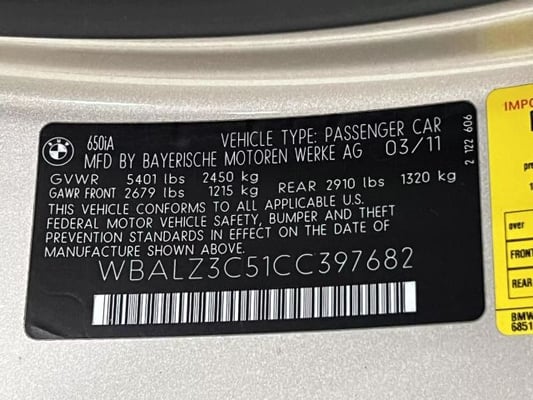 BMW
650iA
VEHICLE TYPE: PASSENGER CAR
MFD BY BAYERISCHE MOTOREN WERKE AG 03/11
GVWR 5401 lbs 2450 kg
GAWR FRONT 2679 lbs 1215 kg REAR 2910 lbs 1320 kg
THIS VEHICLE CONFORMS TO ALL APPLICABLE U.S.
FEDERAL MOTOR VEHICLE SAFETY, BUMPER AND THEFT
PREVENTION STANDARDS IN EFFECT ON THE DATE OF
MANUFACTURE SHOWN ABOVE.
WBALZ3C51CC397682
2 122 606
IMPO
over
FRONT
REAR
BMW